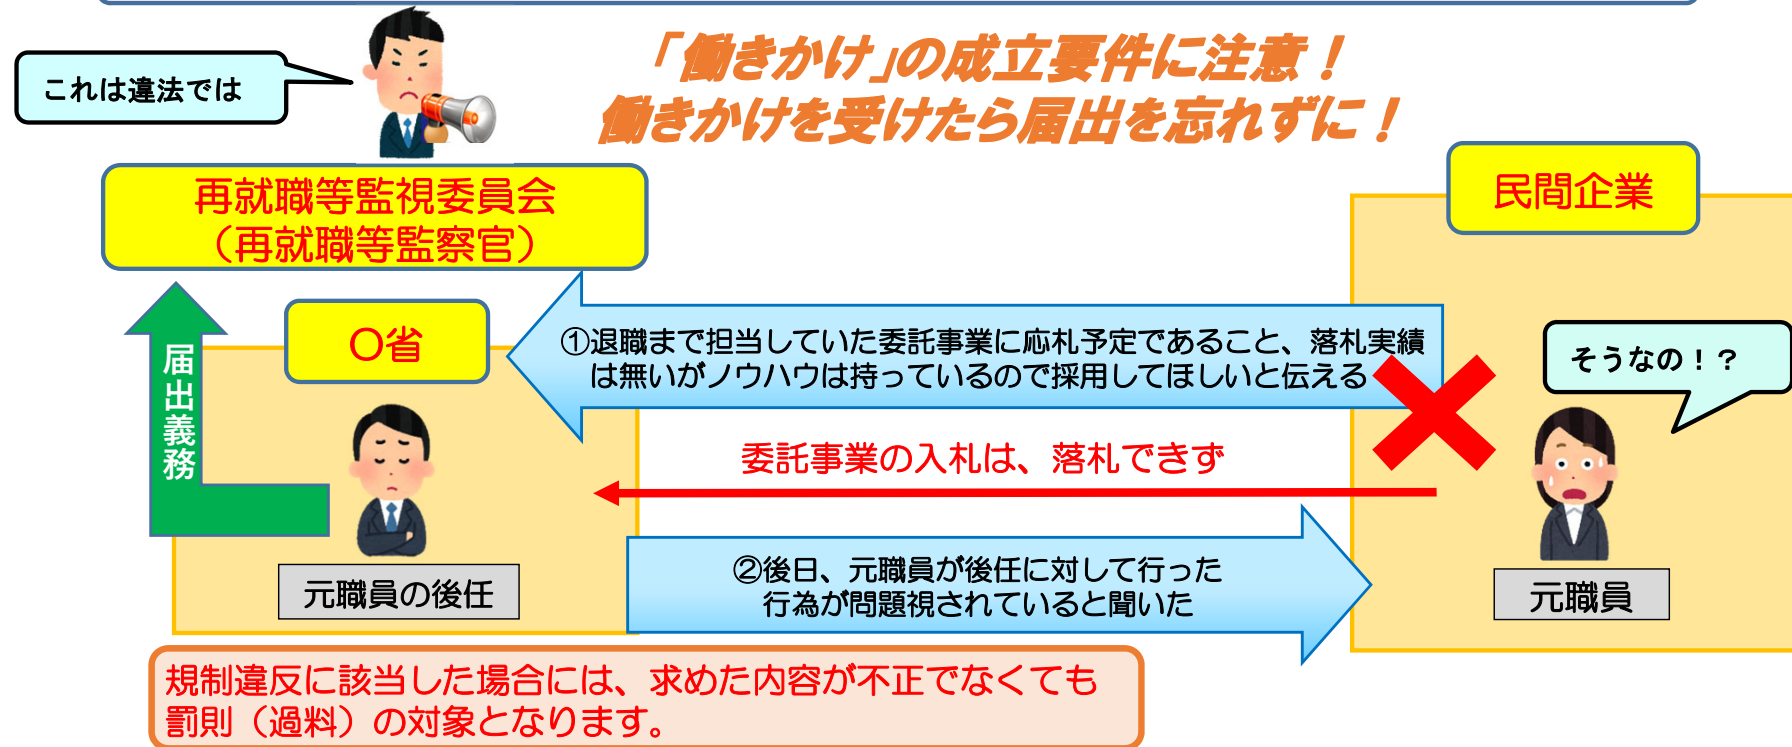 「働きかけ」の成立要件に注意！
働きかけを受けたら届出を忘れずに！
これは違法では
再就職等監視委員会
（再就職等監察官）
民間企業
〇省
届出義務
①退職まで担当していた委託事業に応札予定であること、落札実績
は無いがノウハウは持っているので採用してほしいと伝える
そうなの！？
委託事業の入札は、落札できず
②後日、元職員が後任に対して行った
行為が問題視されていると聞いた
元職員の後任
元職員
規制違反に該当した場合には、求めた内容が不正でなくても
罰則（過料）の対象となります。